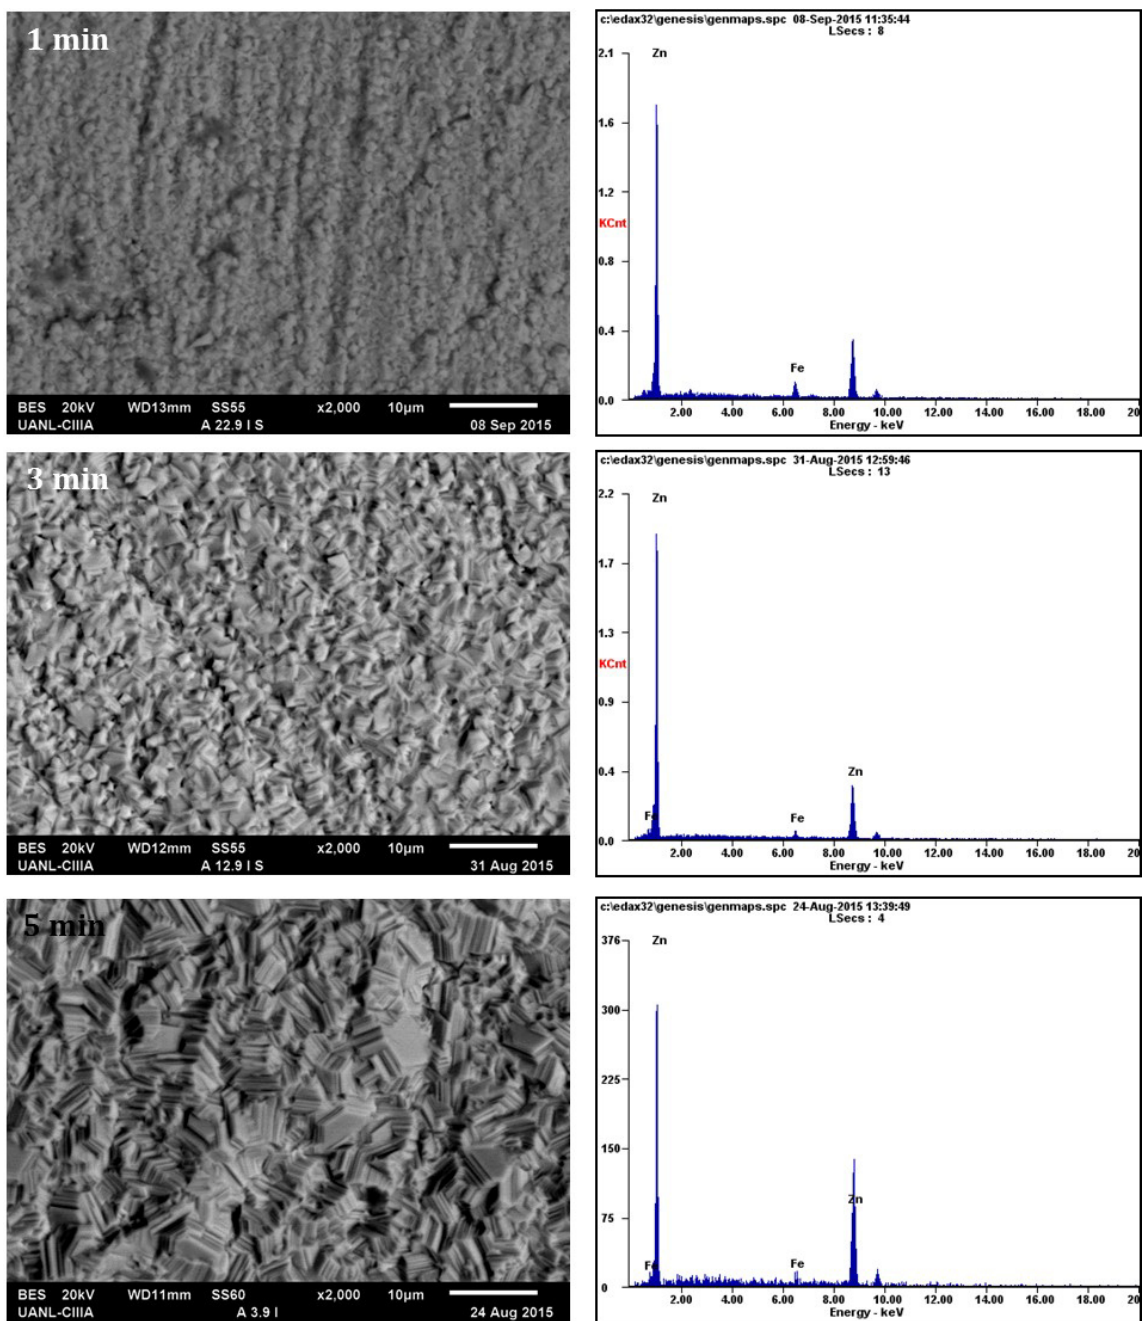 1 min
BES 20kV WD13mm SS55 x2,000 10µm
UANL-CIIIA A 22.9 I S 08 Sep 2015
c:\edax32\genesis\genmaps.spc 08-Sep-2015 11:35:44
LSecs : 8
2.1
Zn
1.6
1.2
KCnt
0.8
0.4
Fe
0.0
2.00 4.00 6.00 8.00 10.00 12.00 14.00 16.00 18.00 20
Energy - keV
3 min
BES 20kV WD12mm SS55 x2,000 10µm
UANL-CIIIA A 12.9 I S 31 Aug 2015
c:\edax32\genesis\genmaps.spc 31-Aug-2015 12:59:46
LSecs : 13
2.2
Zn
1.7
1.3
KCnt
0.9
0.4
Zn
Fe
Fe
0.0
2.00 4.00 6.00 8.00 10.00 12.00 14.00 16.00 18.00 20
Energy - keV
5 min
BES 20kV WD11mm SS60 x2,000 10µm
UANL-CIIIA A 3.9 I 24 Aug 2015
c:\edax32\genesis\genmaps.spc 24-Aug-2015 13:39:49
LSecs : 4
376
Zn
300
225
150
75
Zn
Fe
Fe
0
2.00 4.00 6.00 8.00 10.00 12.00 14.00 16.00 18.00 20
Energy - keV